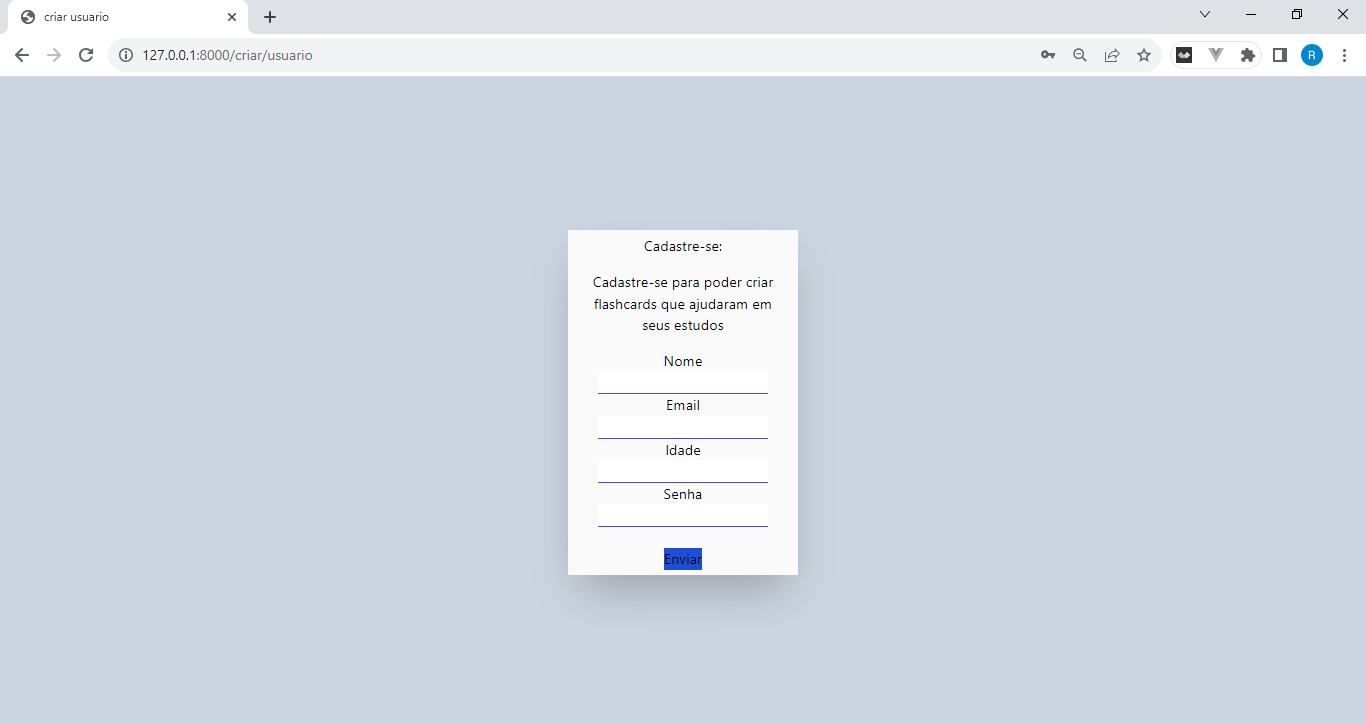 criar usuario
127.0.0.1:8000/criar/usuario
R
Cadastre-se:
Cadastre-se para poder criar
flashcards que ajudaram em
seus estudos
Nome
Email
Idade
Senha
Enviar